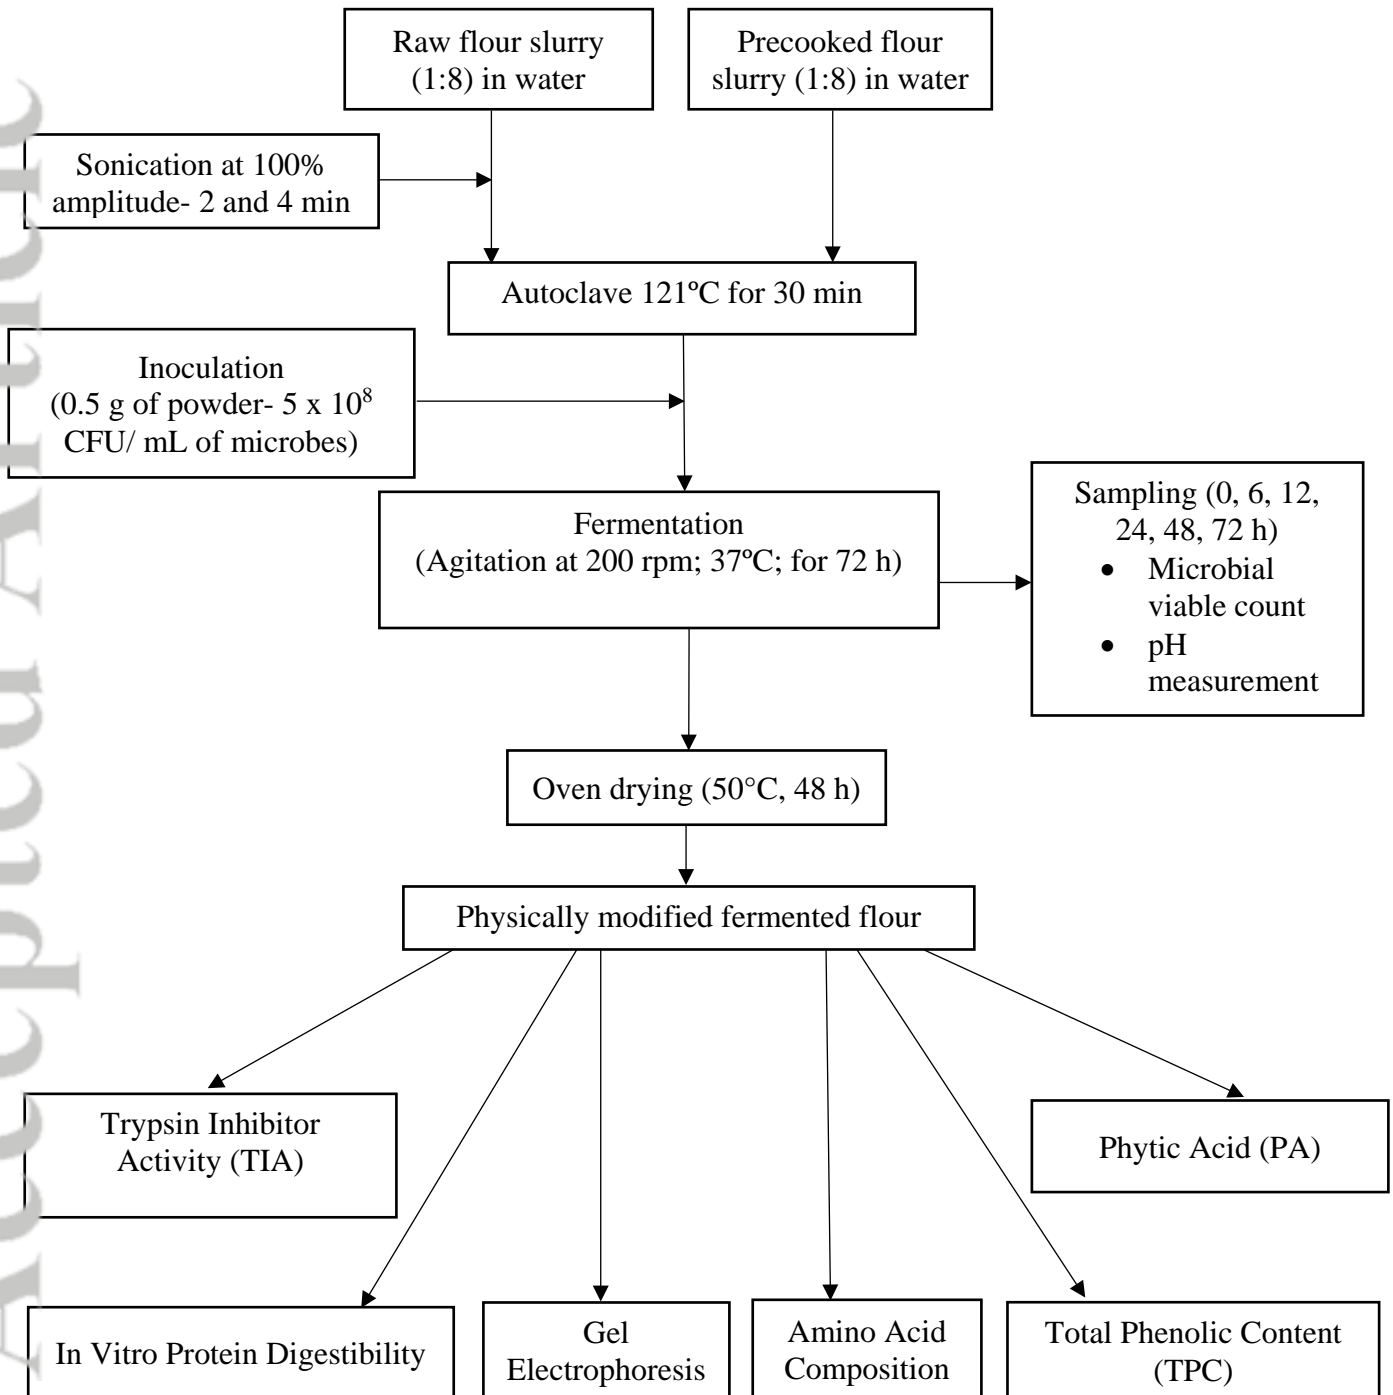 Raw flour slurry
(1:8) in water
Precooked flour
slurry (1:8) in water
Sonication at 100%
amplitude- 2 and 4 min
Autoclave 121ºC for 30 min
Inoculation
(0.5 g of powder- 5 x 10⁸
CFU/ mL of microbes)
Fermentation
(Agitation at 200 rpm; 37ºC; for 72 h)
Sampling (0, 6, 12,
24, 48, 72 h)
• Microbial
viable count
• pH
measurement
Oven drying (50°C, 48 h)
Physically modified fermented flour
Trypsin Inhibitor
Activity (TIA)
Phytic Acid (PA)
In Vitro Protein Digestibility
Gel
Electrophoresis
Amino Acid
Composition
Total Phenolic Content
(TPC)
Accepted Artic